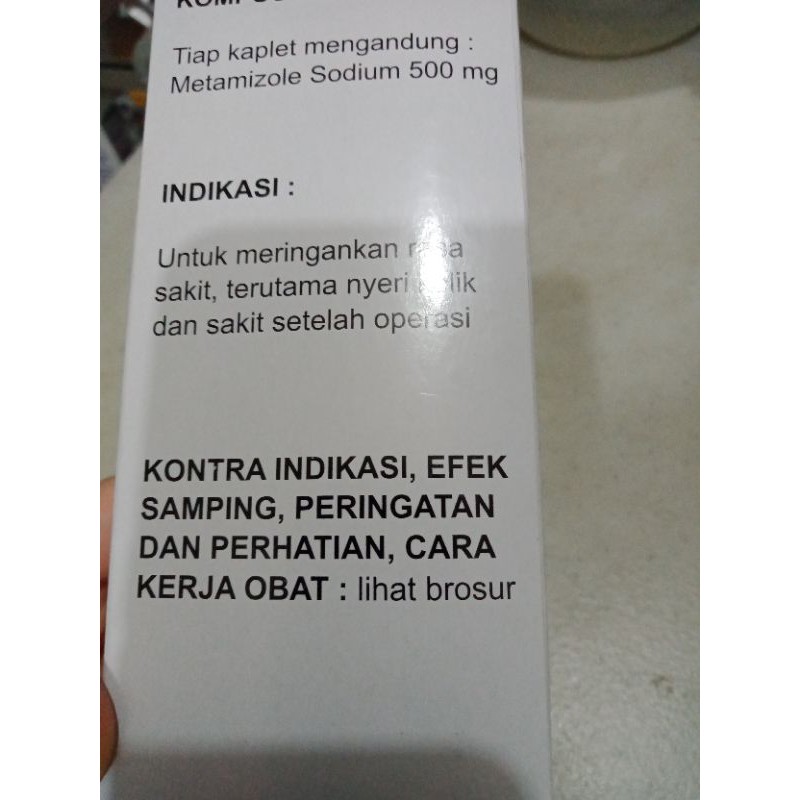 Tiap kaplet mengandung :
Metamizole Sodium 500 mg
INDIKASI :
Untuk meringankan
sakit, terutama nyeri
dan sakit setelah operasi
KONTRA INDIKASI, EFEK
SAMPING, PERINGATAN
DAN PERHATIAN, CARA
KERJA OBAT : lihat brosur